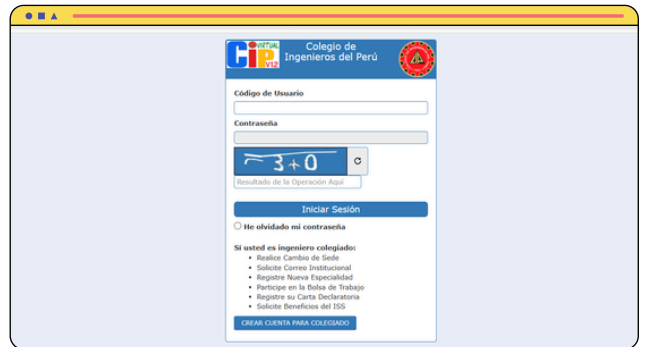 VIRTUAL
CIP
V12
Colegio de
Ingenieros del Perú
Código de Usuario
Contraseña
3+0
Resultado de la Operación Aquí
Iniciar Sesión
He olvidado mi contraseña
Si usted es ingeniero colegiado:
Realice Cambio de Sede
Solicite Correo Institucional
Registre Nueva Especialidad
Participe en la Bolsa de Trabajo
Registre su Carta Declaratoria
Solicite Beneficios del ISS
CREAR CUENTA PARA COLEGIADO